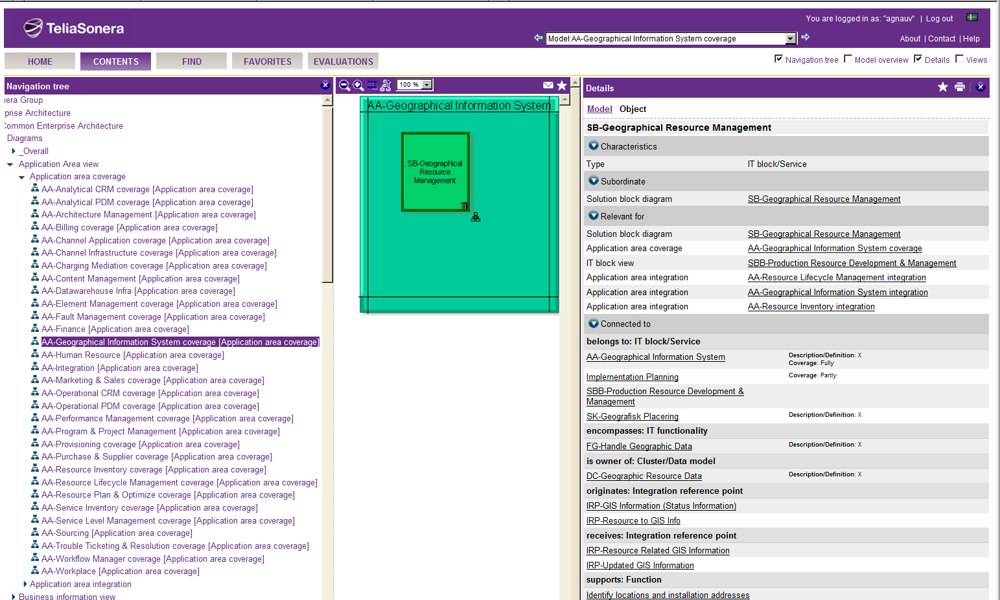 You are logged in as: "agnauv" | Log out
TeliaSonera
Model:AA-Geographical Information System coverage
About | Contact | Help
HOME
CONTENTS
FIND
FAVORITES
EVALUATIONS
Navigation tree
Model overview
Details
Views
Navigation tree
nera Group
prise Architecture
Common Enterprise Architecture
Diagrams
_Overall
Application Area view
Application area coverage
AA-Analytical CRM coverage [Application area coverage]
AA-Analytical PDM coverage [Application area coverage]
AA-Architecture Management [Application area coverage]
AA-Billing coverage [Application area coverage]
AA-Channel Application coverage [Application area coverage]
AA-Channel Infrastructure coverage [Application area coverage]
AA-Charging Mediation coverage [Application area coverage]
AA-Content Management [Application area coverage]
AA-Datawarehouse Infra [Application area coverage]
AA-Element Management coverage [Application area coverage]
AA-Fault Management coverage [Application area coverage]
AA-Finance [Application area coverage]
AA-Geographical Information System coverage [Application area coverage]
AA-Human Resource [Application area coverage]
AA-Integration [Application area coverage]
AA-Marketing & Sales coverage [Application area coverage]
AA-Operational CRM coverage [Application area coverage]
AA-Operational PDM coverage [Application area coverage]
AA-Performance Management coverage [Application area coverage]
AA-Program & Project Management [Application area coverage]
AA-Provisioning coverage [Application area coverage]
AA-Purchase & Supplier coverage [Application area coverage]
AA-Resource Inventory coverage [Application area coverage]
AA-Resource Lifecycle Management coverage [Application area coverage]
AA-Resource Plan & Optimize coverage [Application area coverage]
AA-Service Inventory coverage [Application area coverage]
AA-Service Level Management coverage [Application area coverage]
AA-Sourcing [Application area coverage]
AA-Trouble Ticketing & Resolution coverage [Application area coverage]
AA-Workflow Manager coverage [Application area coverage]
AA-Workplace [Application area coverage]
Application area integration
Business information view
100 %
AA-Geographical Information System
SB-Geographical
Resource
Management
Details
Model Object
SB-Geographical Resource Management
Characteristics
Type IT block/Service
Subordinate
Solution block diagram SB-Geographical Resource Management
Relevant for
Solution block diagram SB-Geographical Resource Management
Application area coverage AA-Geographical Information System coverage
IT block view SBB-Production Resource Development & Management
Application area integration AA-Resource Lifecycle Management integration
Application area integration AA-Geographical Information System integration
Application area integration AA-Resource Inventory integration
Connected to
belongs to: IT block/Service
AA-Geographical Information System Description/Definition: X
Coverage: Fully
Implementation Planning Coverage: Partly
SBB-Production Resource Development &
Management
SK-Geografisk Placering Description/Definition: X
encompasses: IT functionality
FG-Handle Geographic Data Description/Definition: X
is owner of: Cluster/Data model
DC-Geographic Resource Data Description/Definition: X
originates: Integration reference point
IRP-GIS Information (Status Information)
IRP-Resource to GIS Info
receives: Integration reference point
IRP-Resource Related GIS Information
IRP-Updated GIS Information
supports: Function
Identify locations and installation addresses